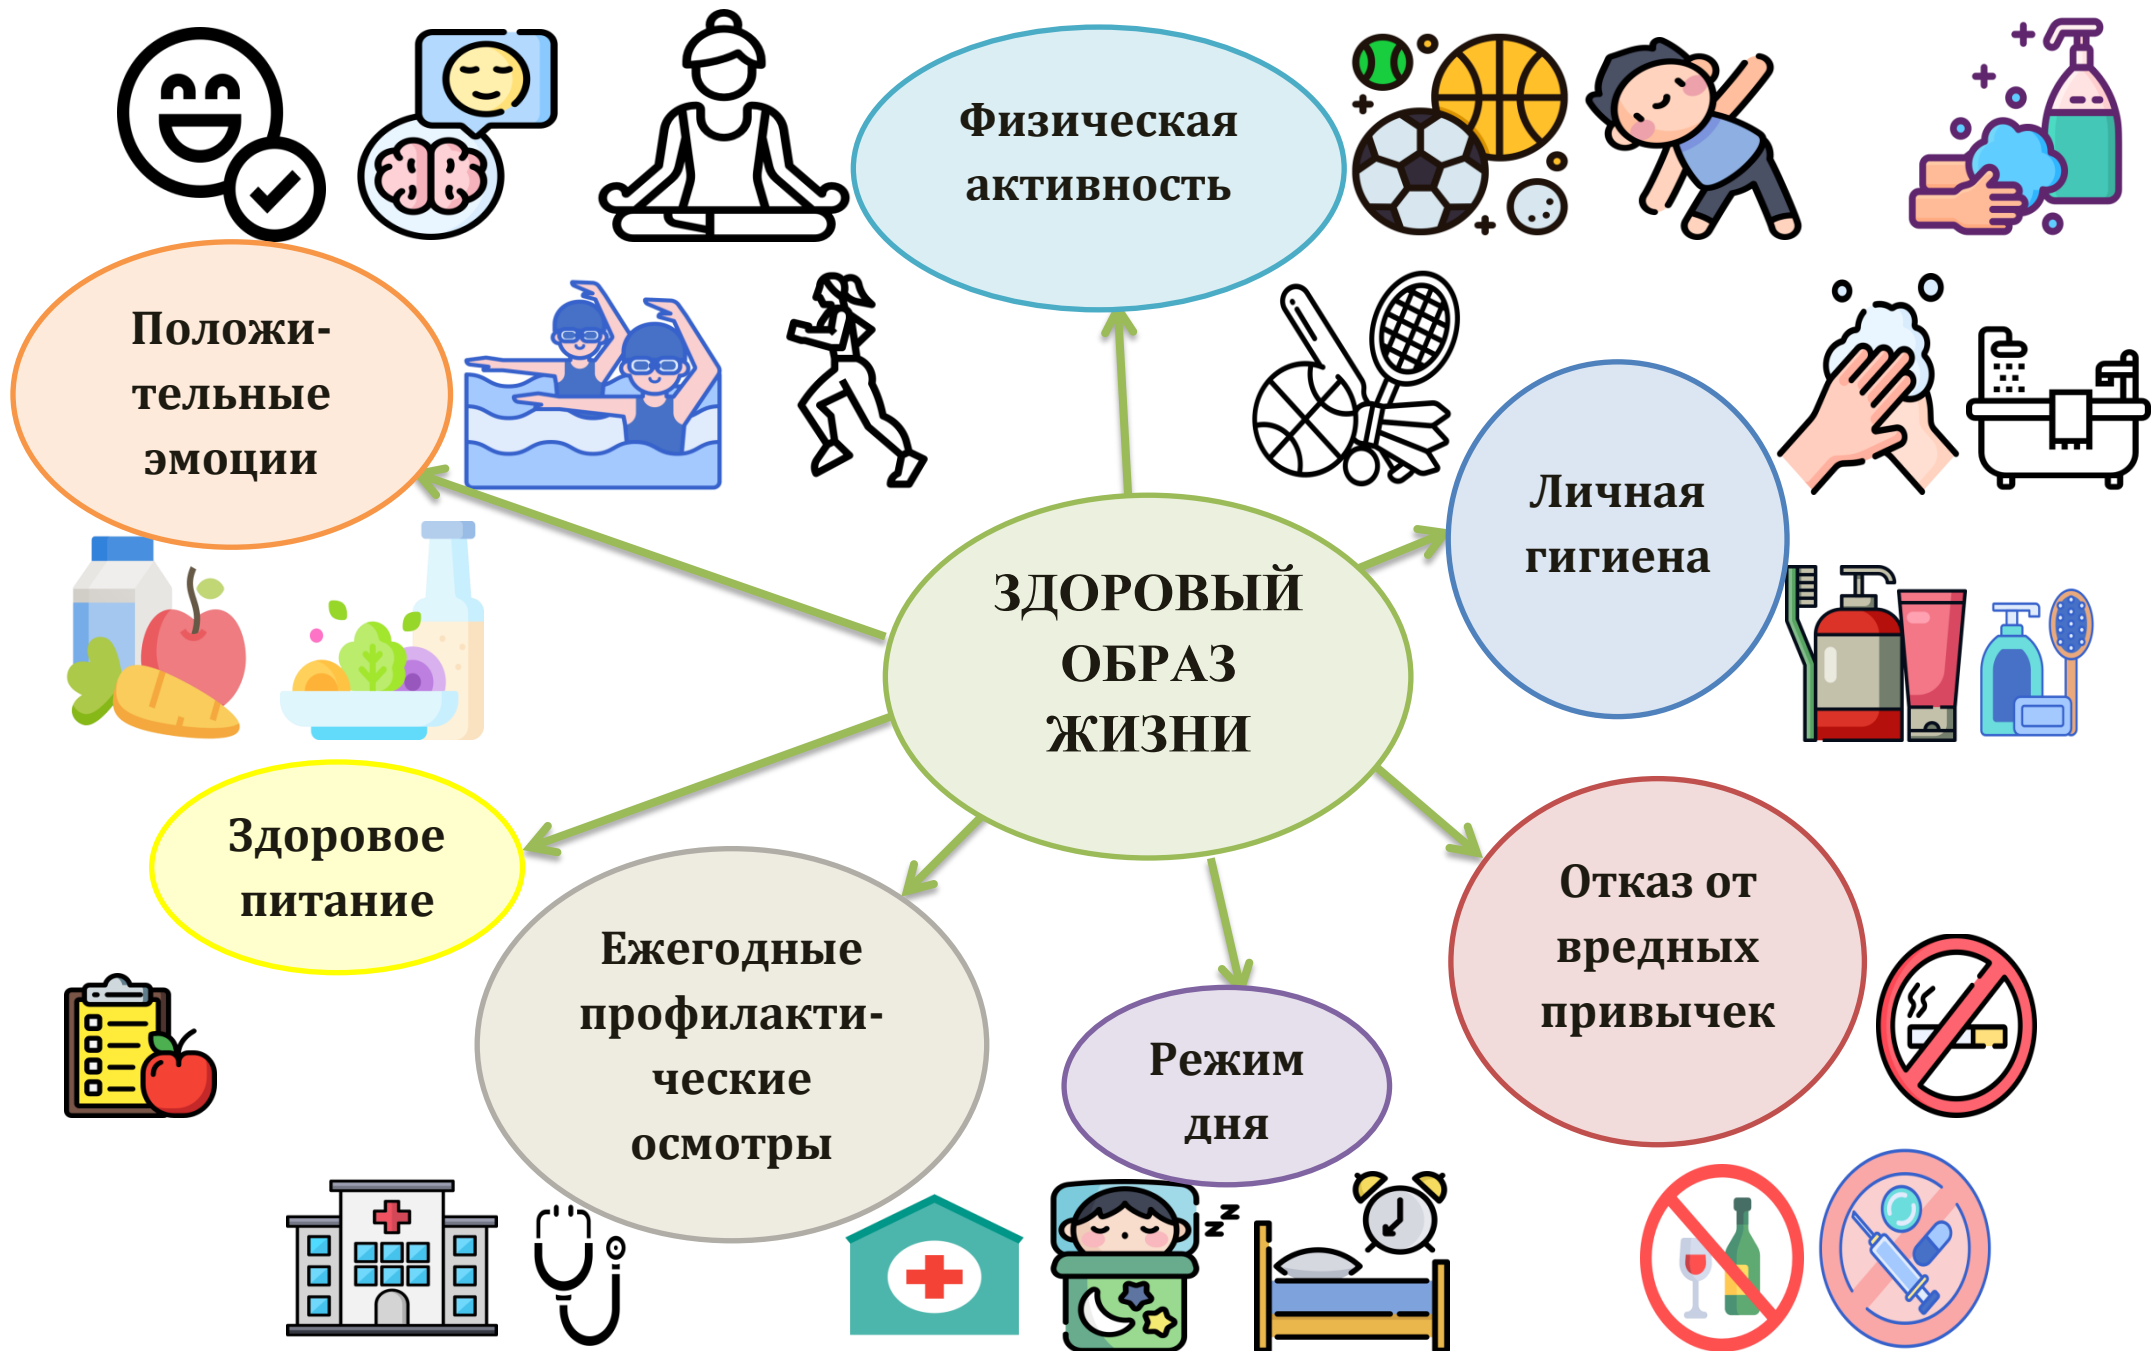 Физическая
активность
Положи-
тельные
эмоции
Личная
гигиена
ЗДОРОВЫЙ
ОБРАЗ
ЖИЗНИ
Здоровое
питание
Отказ от
вредных
привычек
Ежегодные
профилакти-
ческие
осмотры
Режим
дня
z
z